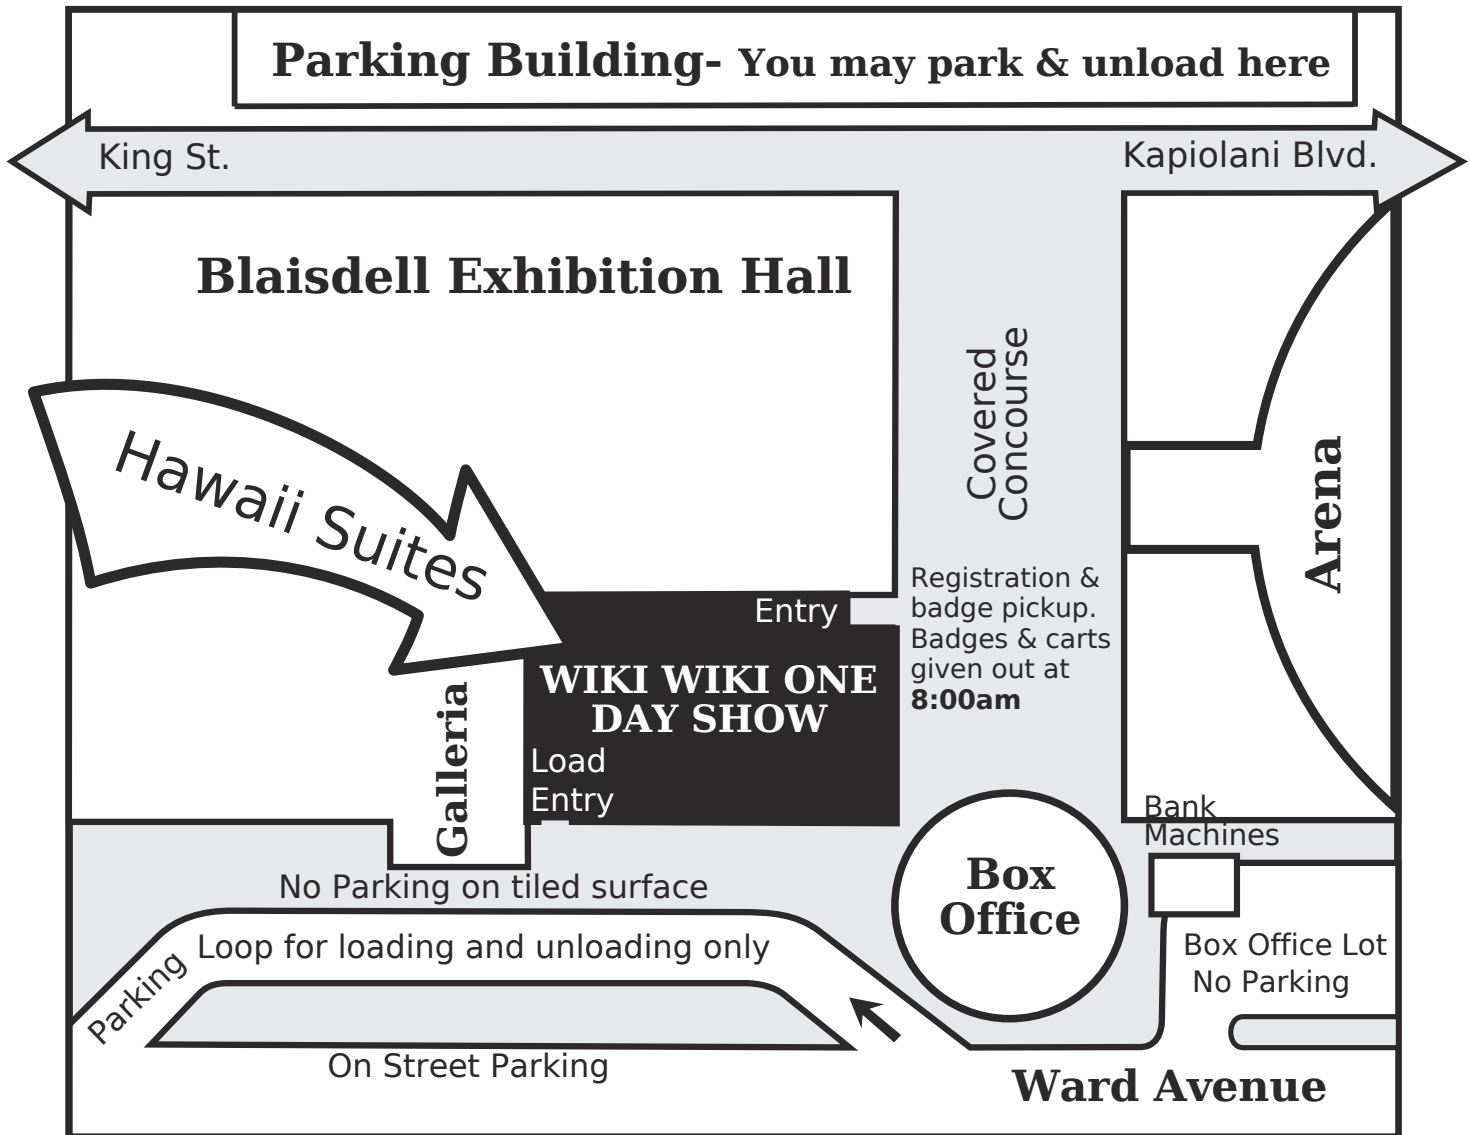 Parking Building- You may park & unload here
King St.
Kapiolani Blvd.
Blaisdell Exhibition Hall
Covered
Concourse
Hawaii Suites
Arena
Registration &
badge pickup.
Badges & carts
given out at
8:00am
Entry
WIKI WIKI ONE
DAY SHOW
Load
Entry
Galleria
Bank
Machines
Box
Office
No Parking on tiled surface
Loop for loading and unloading only
Parking
Box Office Lot
No Parking
On Street Parking
Ward Avenue